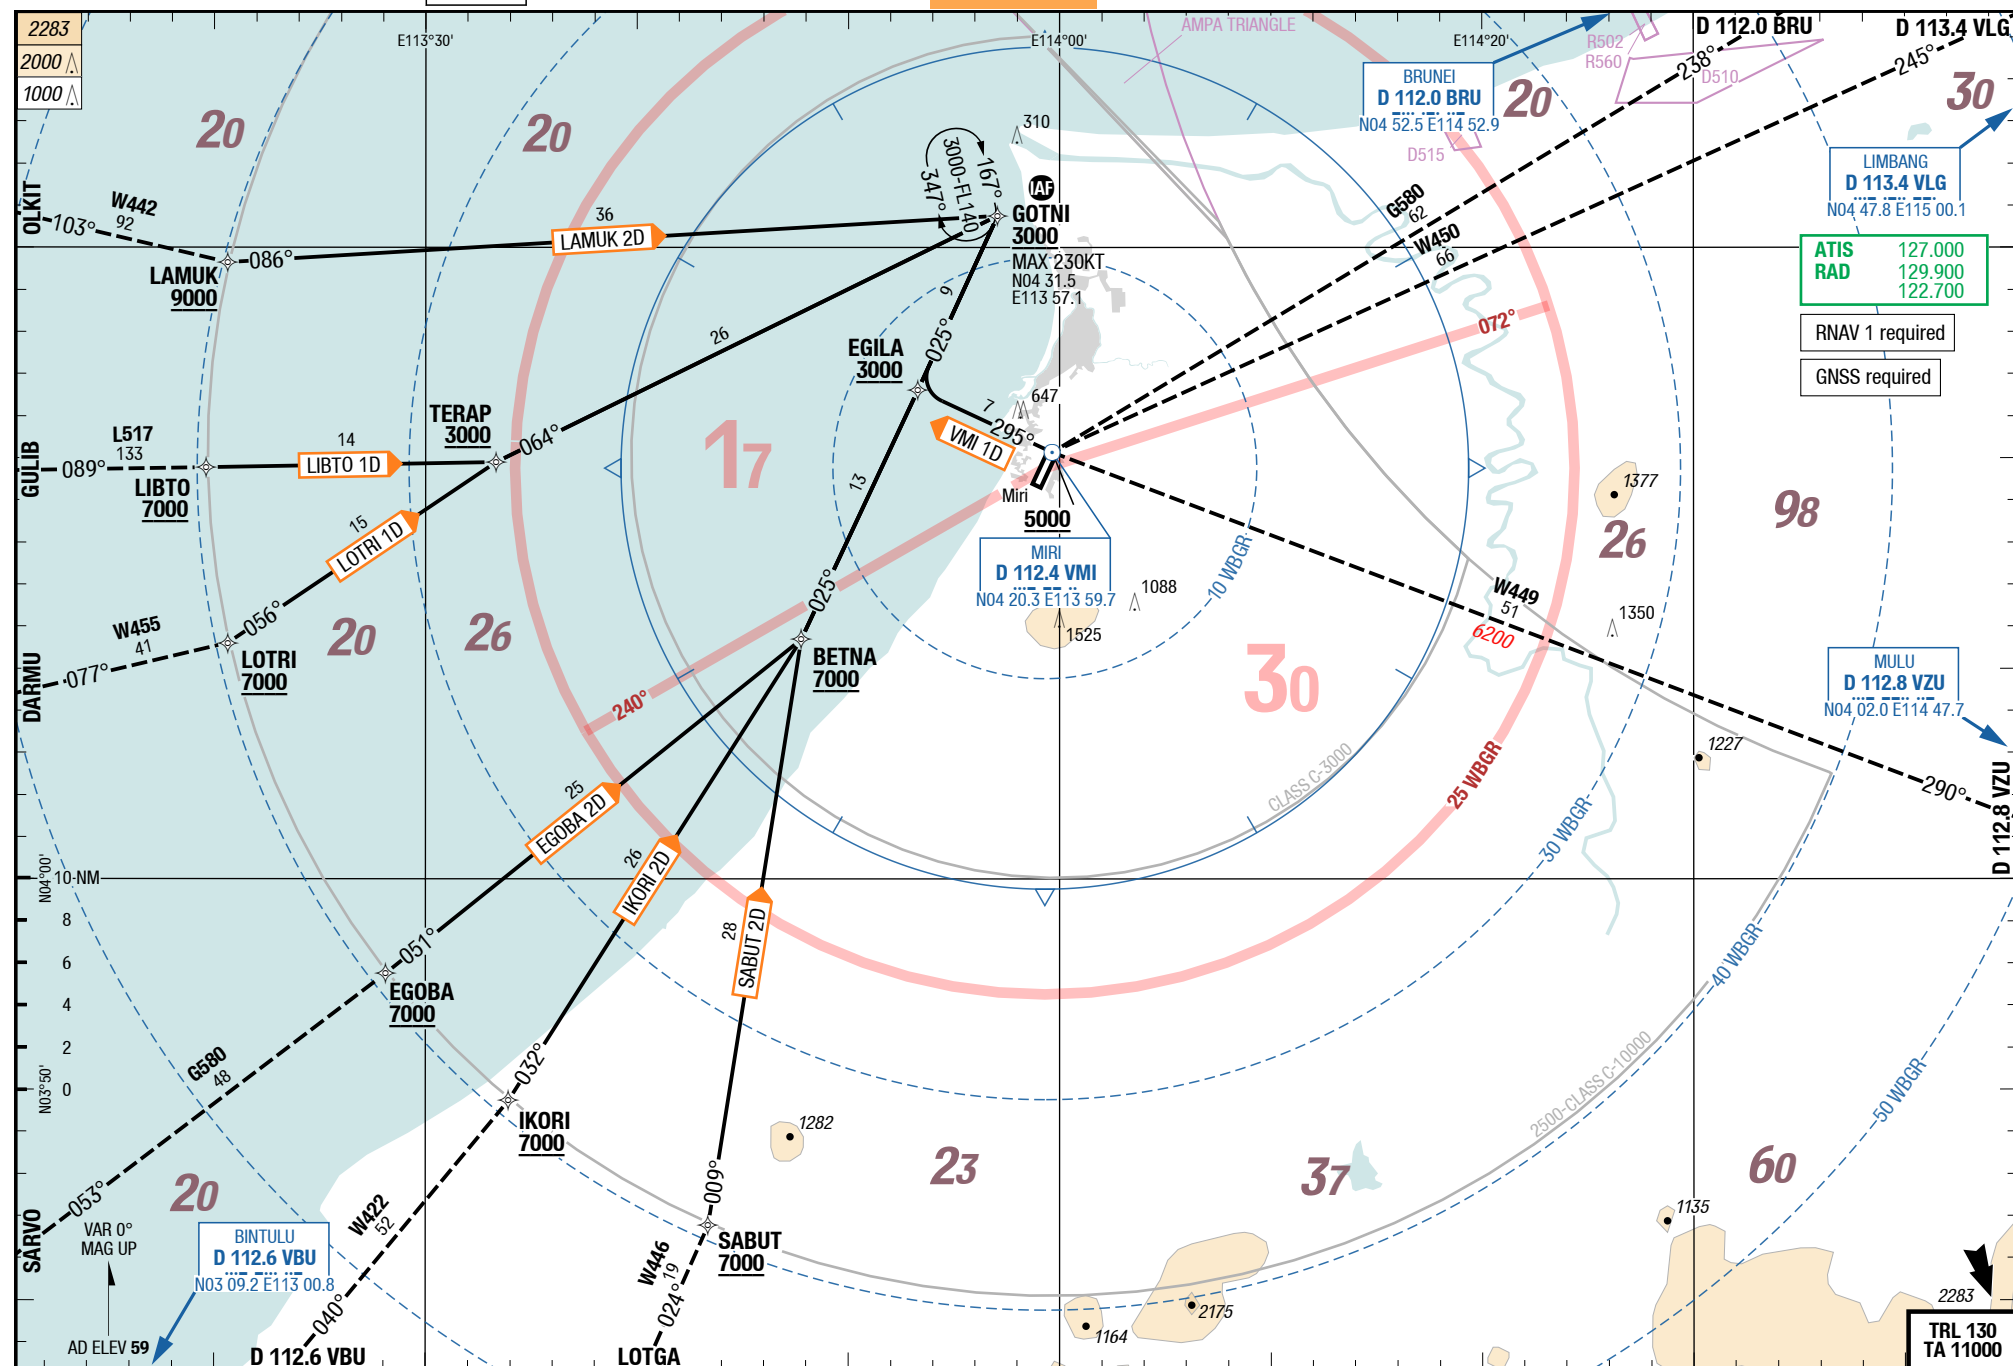 2283
2000
1000
E113°30'
E114°00'
E114°20'
AMPA TRIANGLE
R502
R560
D510
D515
D 112.0 BRU
D 113.4 VLG
238°
245°
BRUNEI
D 112.0 BRU
N04 52.5 E114 52.9
LIMBANG
D 113.4 VLG
N04 47.8 E115 00.1
ATIS 127.000
RAD 129.900
122.700
RNAV 1 required
GNSS required
20
20
20
30
310
OLKIT
103°
W442
92
LAMUK
9000
086°
36
LAMUK 2D
167°
3000-FL140
347°
IAF
GOTNI
3000
MAX 230KT
N04 31.5
E113 57.1
G580
62
W450
66
072°
26
9
025°
EGILA
3000
TERAP
3000
064°
7
295°
VMI 1D
647
17
GULIB
089°
L517
133
LIBTO
7000
14
LIBTO 1D
15
LOTRI 1D
13
Miri
5000
MIRI
D 112.4 VMI
N04 20.3 E113 59.7
10 WBGR
1088
1525
1377
26
98
W449
51
6200
1350
DARMU
077°
W455
41
056°
LOTRI
7000
20
26
025°
BETNA
7000
240°
30
MULU
D 112.8 VZU
N04 02.0 E114 47.7
1227
290°
D 112.8 VZU
CLASS C-3000
25 WBGR
30 WBGR
40 WBGR
50 WBGR
2500-CLASS C-10000
25
EGOBA 2D
26
IKORI 2D
28
SABUT 2D
N04°00'
10 NM
8
6
4
2
0
N03°50'
051°
EGOBA
7000
G580
48
032°
IKORI
7000
1282
23
37
60
SARVO
053°
20
VAR 0°
MAG UP
AD ELEV 59
BINTULU
D 112.6 VBU
N03 09.2 E113 00.8
W422
52
040°
D 112.6 VBU
009°
SABUT
7000
W446
19
024°
LOTGA
1164
2175
1135
2283
TRL 130
TA 11000